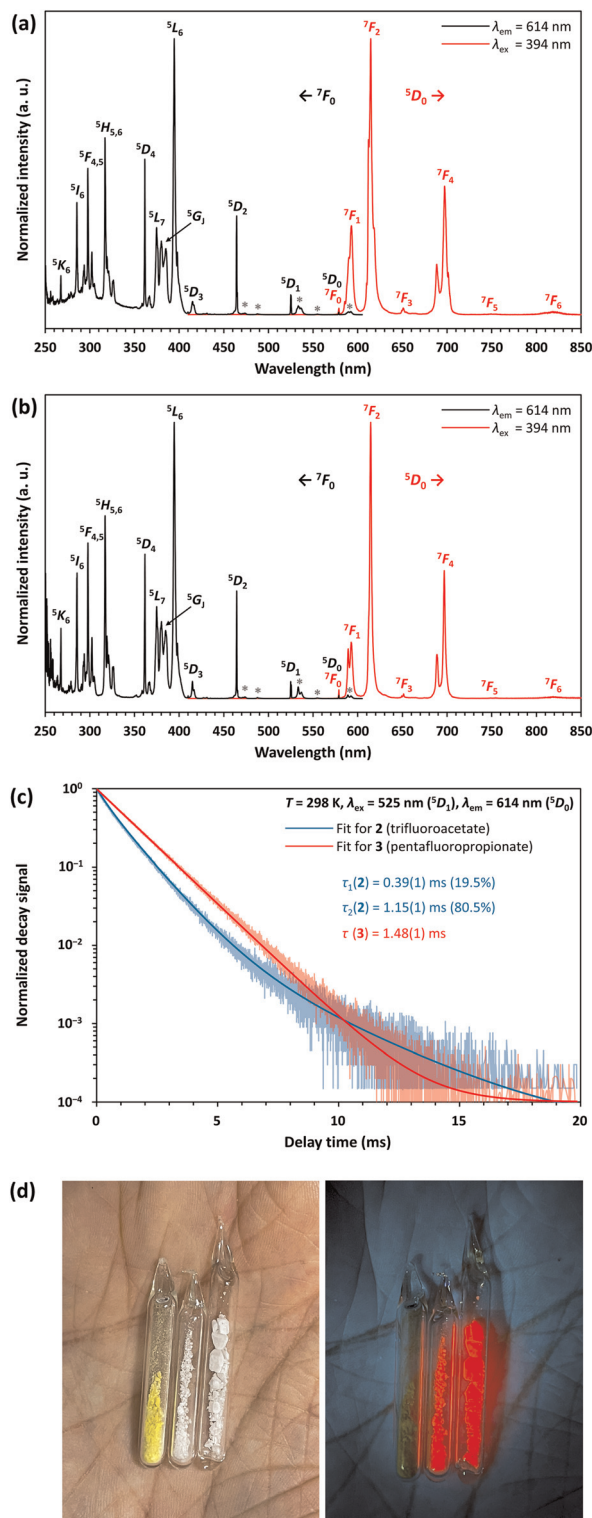 (a)
⁵L₆
λem = 614 nm
λex = 394 nm
⁷F₂
← ⁷F₀
⁵D₀ →
⁵H₅,₆
⁵D₄
⁵F₄,₅
⁵I₆
⁵L₇
⁵GJ
⁵D₂
⁷F₄
⁷F₁
⁵K₆
⁵D₃
⁵D₁
⁵D₀
⁷F₀
* * * * *
⁷F₃
⁷F₅
⁷F₆
Normalized intensity (a. u.)
250 300 350 400 450 500 550 600 650 700 750 800 850
Wavelength (nm)
(b)
⁵L₆
λem = 614 nm
λex = 394 nm
⁷F₂
← ⁷F₀
⁵D₀ →
⁵H₅,₆
⁵F₄,₅
⁵D₄
⁵I₆
⁵L₇
⁵GJ
⁵D₂
⁷F₄
⁷F₁
⁵K₆
⁵D₃
⁵D₁
⁵D₀
⁷F₀
* * * * *
⁷F₃
⁷F₅
⁷F₆
Normalized intensity (a. u.)
250 300 350 400 450 500 550 600 650 700 750 800 850
Wavelength (nm)
(c)
T = 298 K, λex = 525 nm (⁵D₁), λem = 614 nm (⁵D₀)
Fit for 2 (trifluoroacetate)
Fit for 3 (pentafluoropropionate)
τ₁(2) = 0.39(1) ms (19.5%)
τ₂(2) = 1.15(1) ms (80.5%)
τ (3) = 1.48(1) ms
Normalized decay signal
10⁰
10⁻¹
10⁻²
10⁻³
10⁻⁴
0 5 10 15 20
Delay time (ms)
(d)